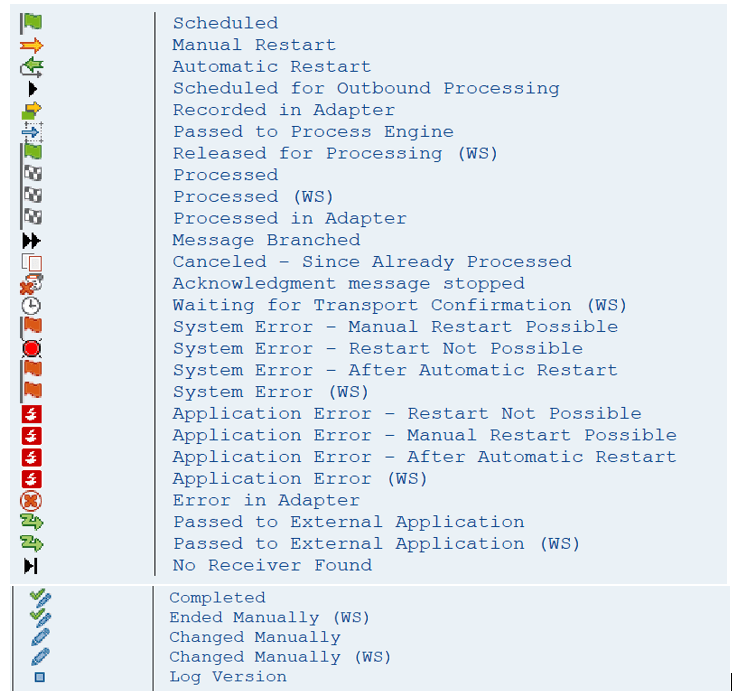 Scheduled
Manual Restart
Automatic Restart
Scheduled for Outbound Processing
Recorded in Adapter
Passed to Process Engine
Released for Processing (WS)
Processed
Processed (WS)
Processed in Adapter
Message Branched
Canceled - Since Already Processed
Acknowledgment message stopped
Waiting for Transport Confirmation (WS)
System Error - Manual Restart Possible
System Error - Restart Not Possible
System Error - After Automatic Restart
System Error (WS)
Application Error - Restart Not Possible
Application Error - Manual Restart Possible
Application Error - After Automatic Restart
Application Error (WS)
Error in Adapter
Passed to External Application
Passed to External Application (WS)
No Receiver Found
Completed
Ended Manually (WS)
Changed Manually
Changed Manually (WS)
Log Version